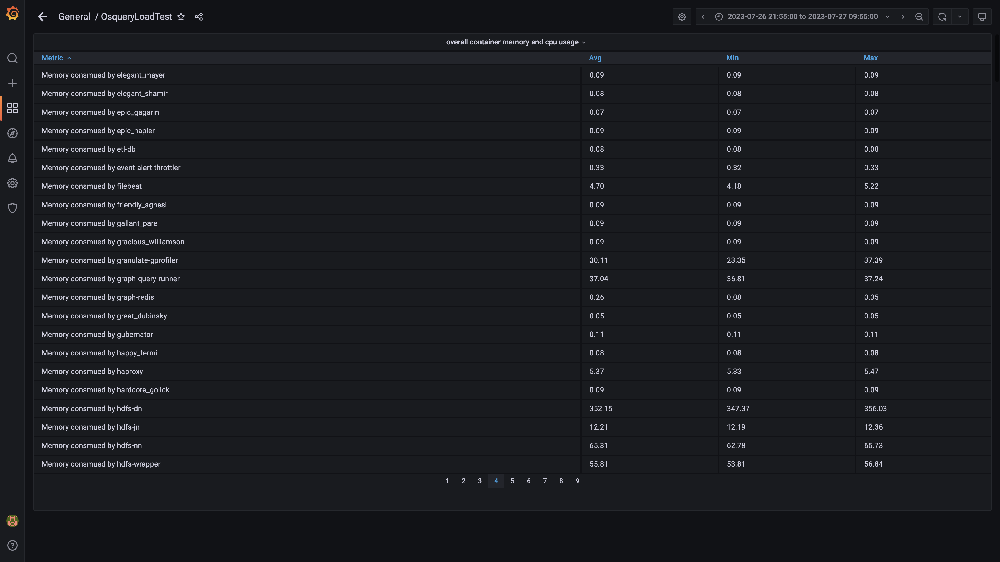 General / OsqueryLoadTest
2023-07-26 21:55:00 to 2023-07-27 09:55:00
overall container memory and cpu usage
Metric Avg Min Max
Memory consmued by elegant_mayer 0.09 0.09 0.09
Memory consmued by elegant_shamir 0.08 0.08 0.08
Memory consmued by epic_gagarin 0.07 0.07 0.07
Memory consmued by epic_napier 0.09 0.09 0.09
Memory consmued by etl-db 0.08 0.08 0.08
Memory consmued by event-alert-throttler 0.33 0.32 0.33
Memory consmued by filebeat 4.70 4.18 5.22
Memory consmued by friendly_agnesi 0.09 0.09 0.09
Memory consmued by gallant_pare 0.09 0.09 0.09
Memory consmued by gracious_williamson 0.09 0.09 0.09
Memory consmued by granulate-gprofiler 30.11 23.35 37.39
Memory consmued by graph-query-runner 37.04 36.81 37.24
Memory consmued by graph-redis 0.26 0.08 0.35
Memory consmued by great_dubinsky 0.05 0.05 0.05
Memory consmued by gubernator 0.11 0.11 0.11
Memory consmued by happy_fermi 0.08 0.08 0.08
Memory consmued by haproxy 5.37 5.33 5.47
Memory consmued by hardcore_golick 0.09 0.09 0.09
Memory consmued by hdfs-dn 352.15 347.37 356.03
Memory consmued by hdfs-jn 12.21 12.19 12.36
Memory consmued by hdfs-nn 65.31 62.78 65.73
Memory consmued by hdfs-wrapper 55.81 53.81 56.84
1 2 3 4 5 6 7 8 9